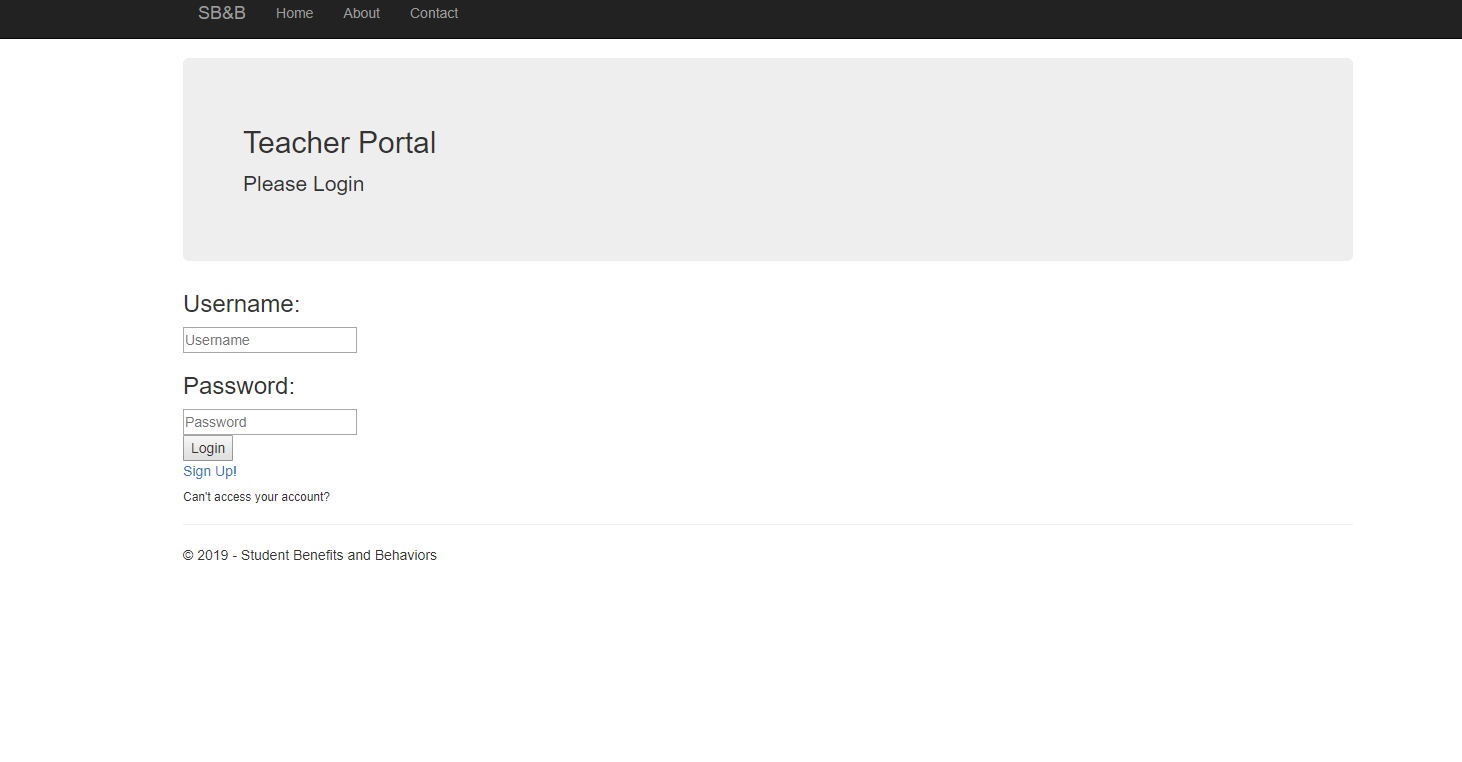 SB&B Home About Contact
Teacher Portal
Please Login
Username:
Username
Password:
Password
Login
Sign Up!
Can't access your account?
© 2019 - Student Benefits and Behaviors